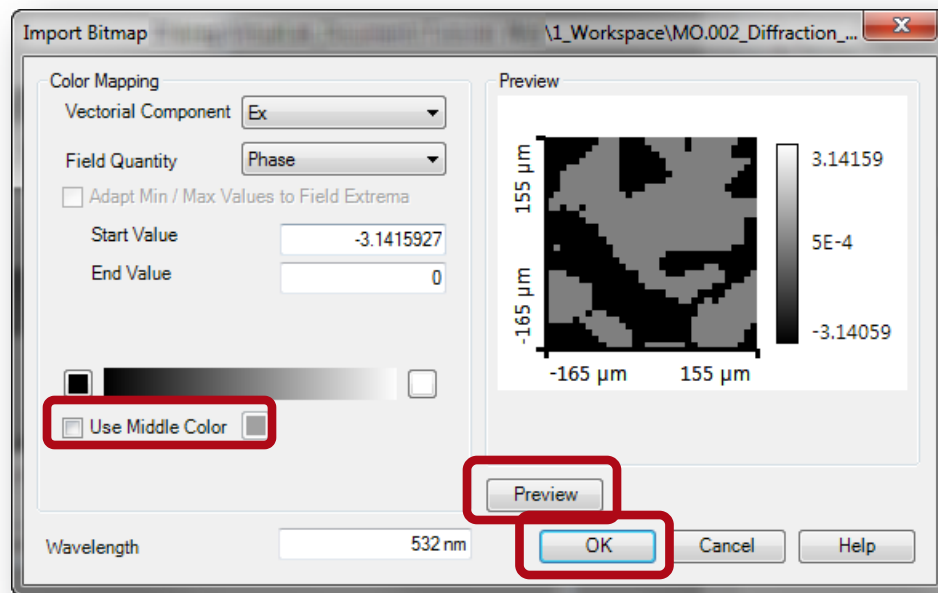 Import Bitmap \1_Workspace\MO.002_Diffraction_...
Color Mapping
Vectorial Component Ex
Field Quantity Phase
Adapt Min / Max Values to Field Extrema
Start Value -3.1415927
End Value 0
Use Middle Color
Preview
155 µm
-165 µm
-165 µm 155 µm
3.14159
5E-4
-3.14059
Preview
Wavelength 532 nm
OK Cancel Help